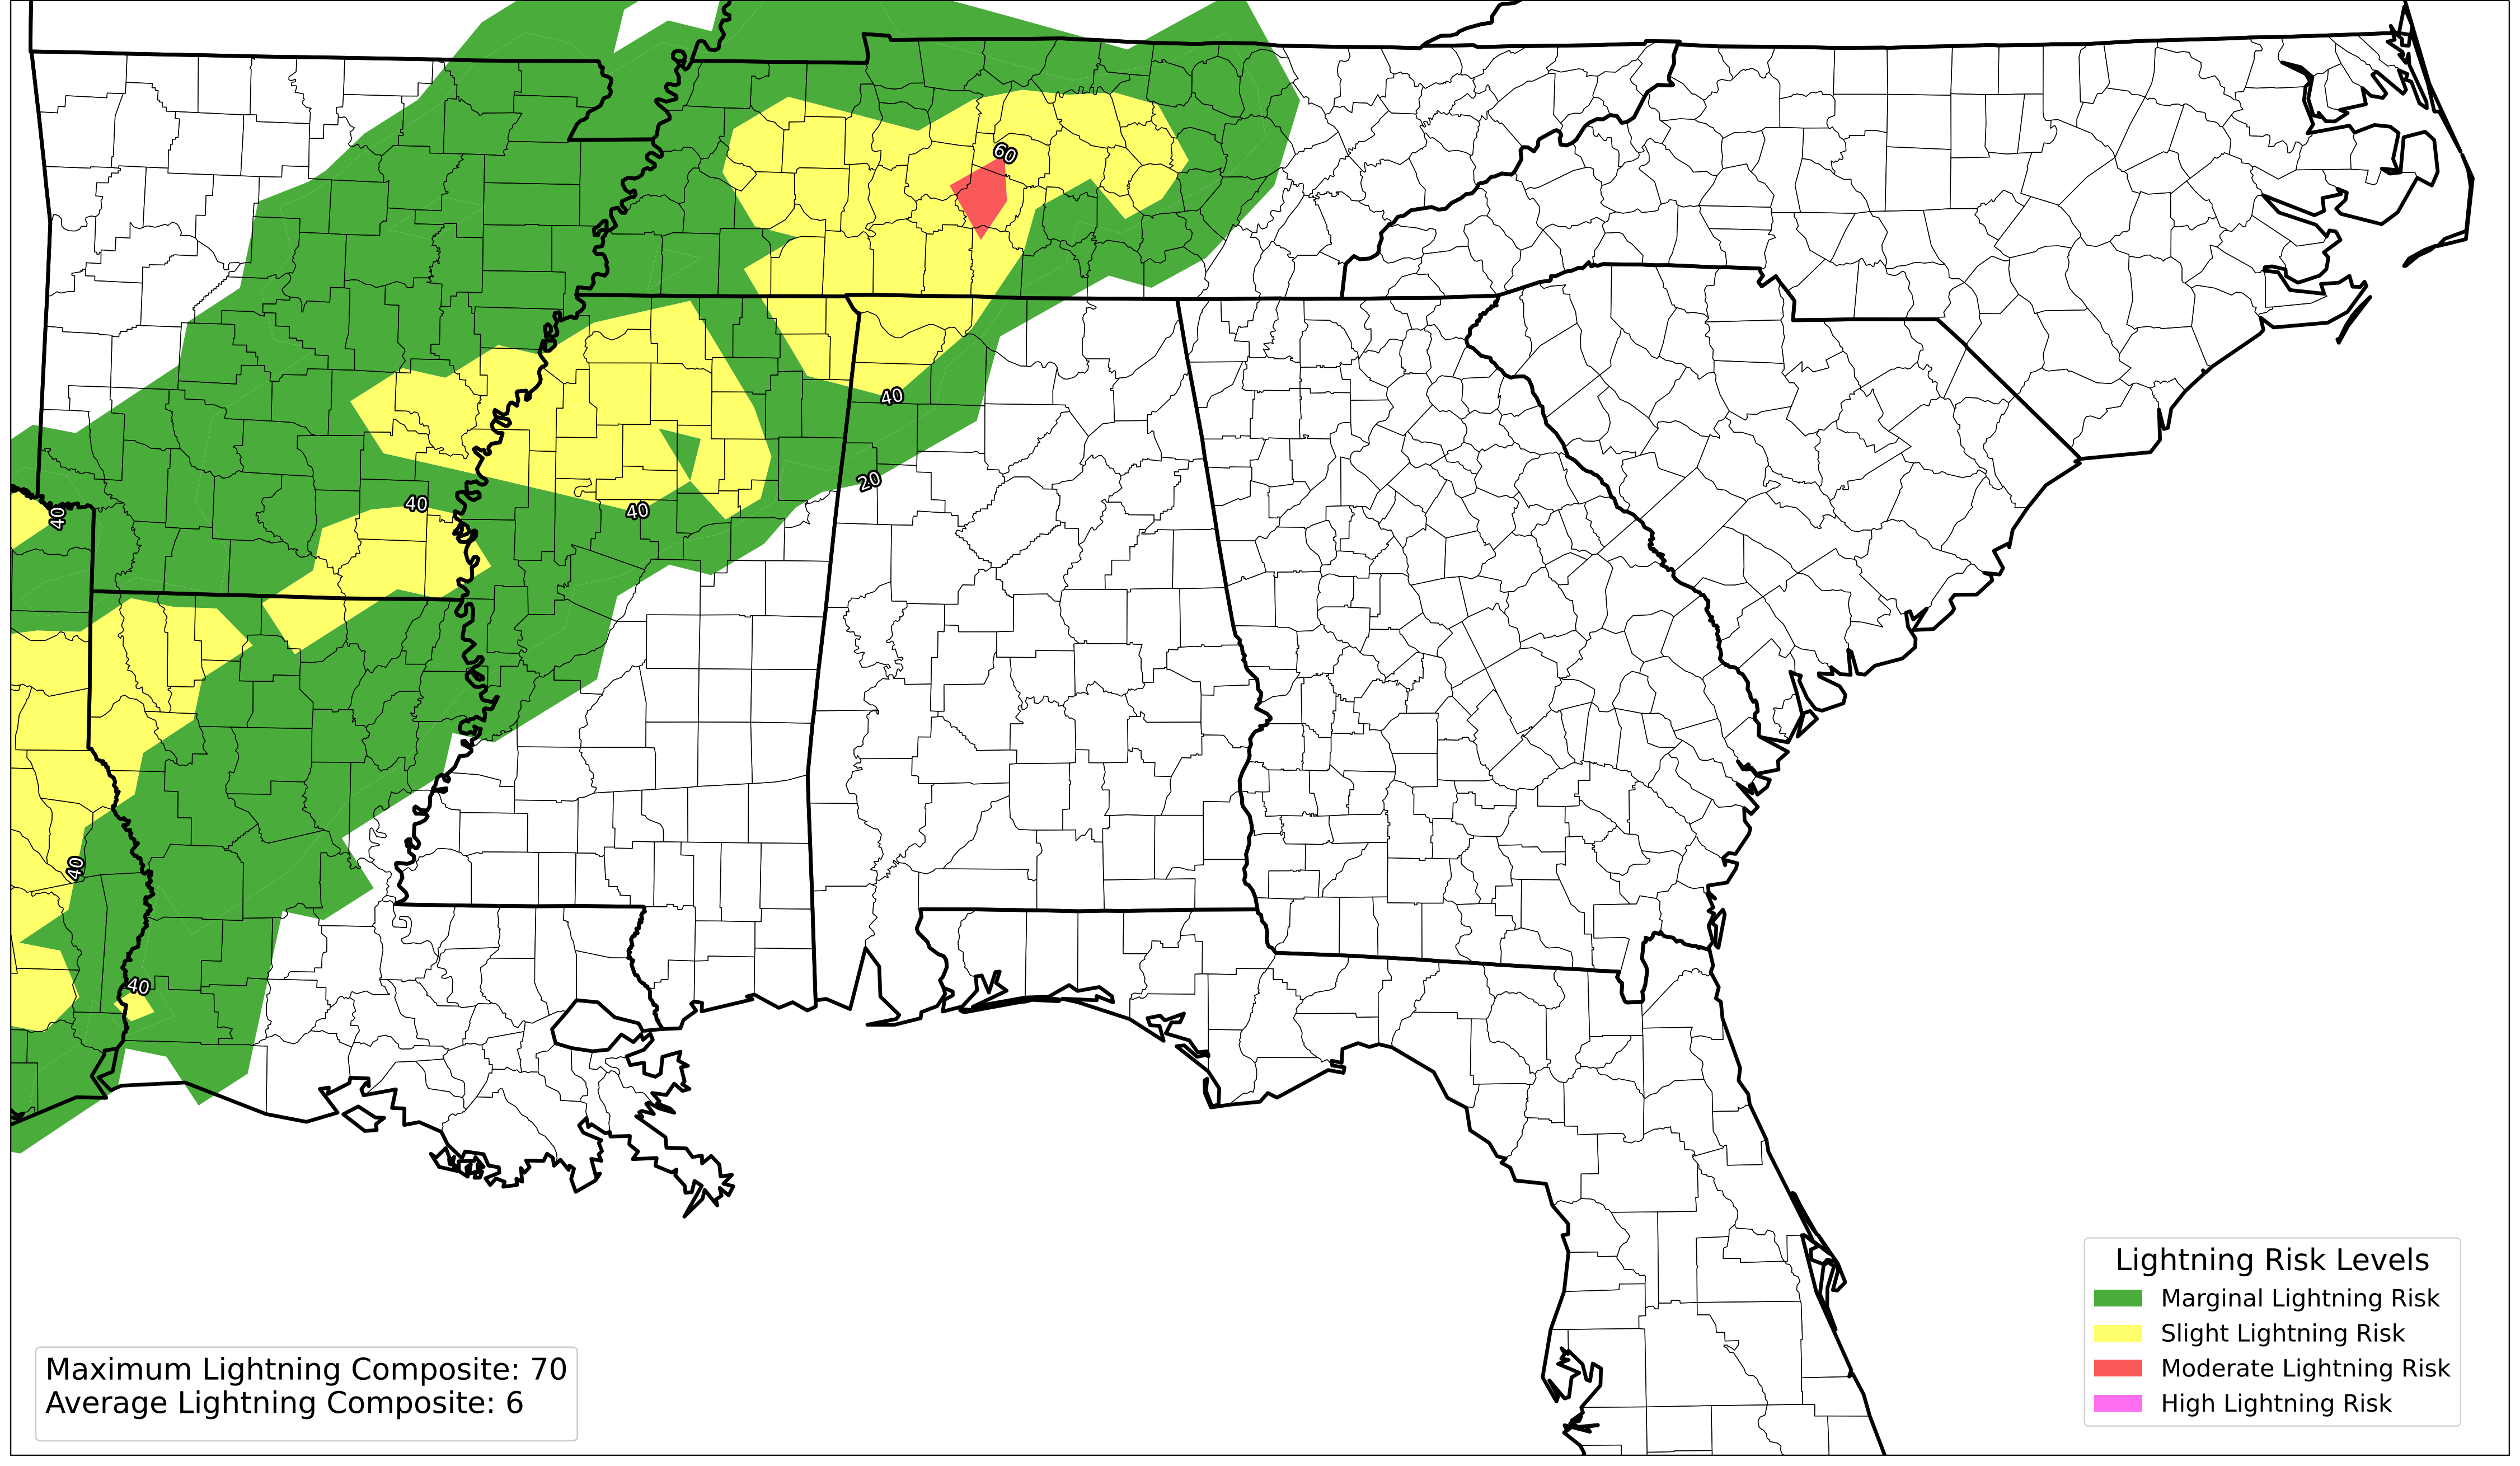 60
40
20
40
40
40
40
40
Lightning Risk Levels
Marginal Lightning Risk
Slight Lightning Risk
Moderate Lightning Risk
High Lightning Risk
Maximum Lightning Composite: 70
Average Lightning Composite: 6